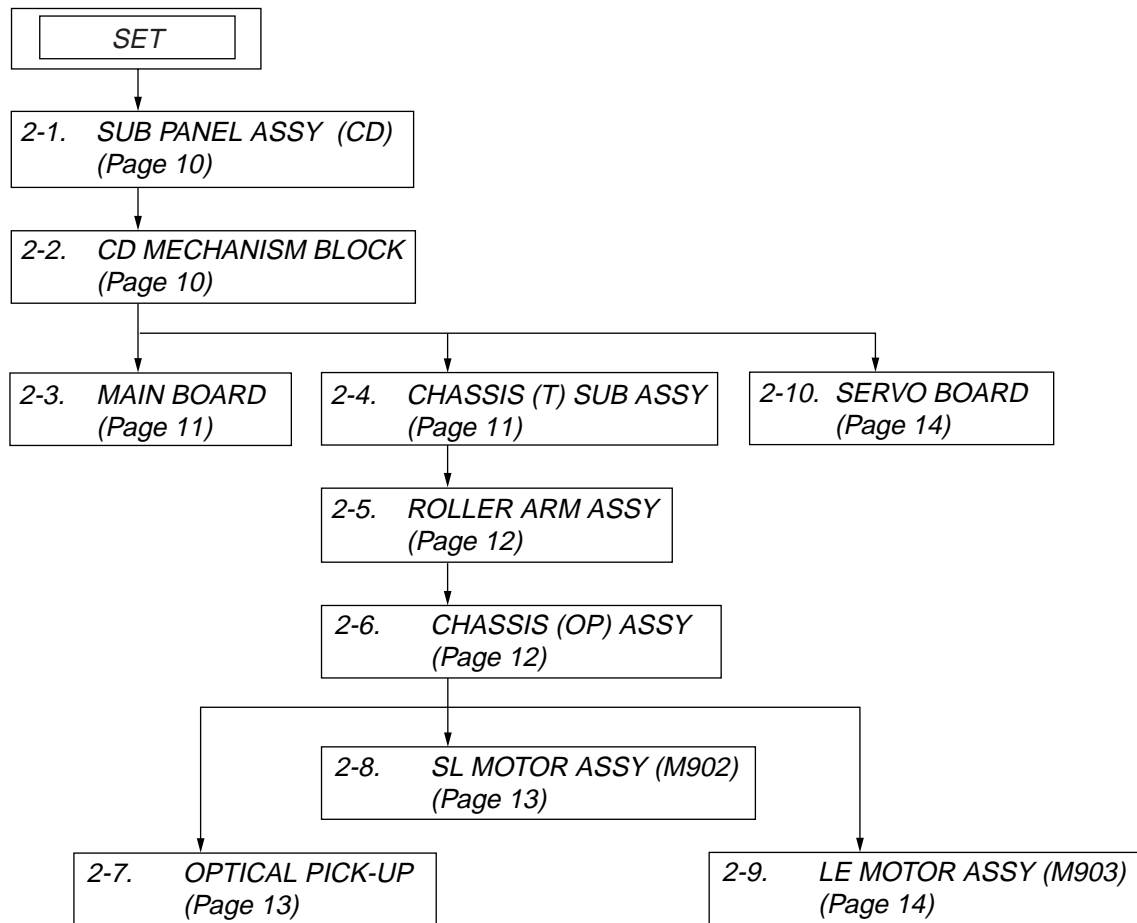 SET
2-1. SUB PANEL ASSY (CD)
(Page 10)
2-2. CD MECHANISM BLOCK
(Page 10)
2-3. MAIN BOARD
(Page 11)
2-4. CHASSIS (T) SUB ASSY
(Page 11)
2-10. SERVO BOARD
(Page 14)
2-5. ROLLER ARM ASSY
(Page 12)
2-6. CHASSIS (OP) ASSY
(Page 12)
2-8. SL MOTOR ASSY (M902)
(Page 13)
2-7. OPTICAL PICK-UP
(Page 13)
2-9. LE MOTOR ASSY (M903)
(Page 14)